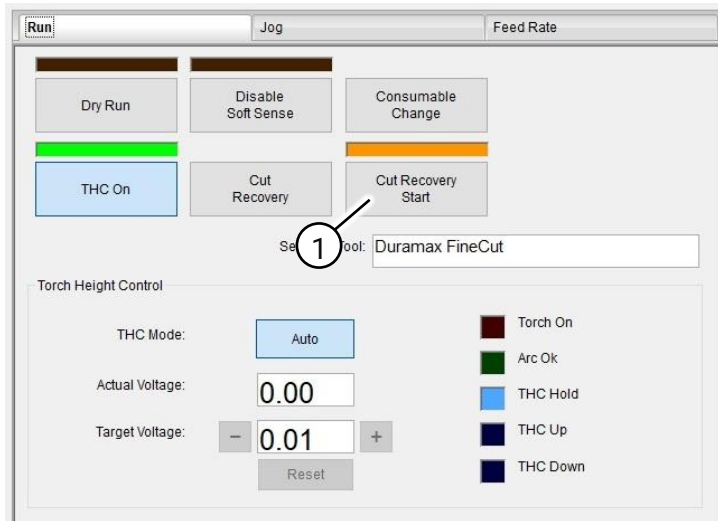 Run
Jog
Feed Rate
Dry Run
Disable
Soft Sense
Consumable
Change
THC On
Cut
Recovery
Cut Recovery
Start
1
Tool: Duramax FineCut
Torch Height Control
THC Mode:
Auto
Torch On
Arc Ok
Actual Voltage:
0.00
THC Hold
Target Voltage:
-
0.01
+
THC Up
Reset
THC Down